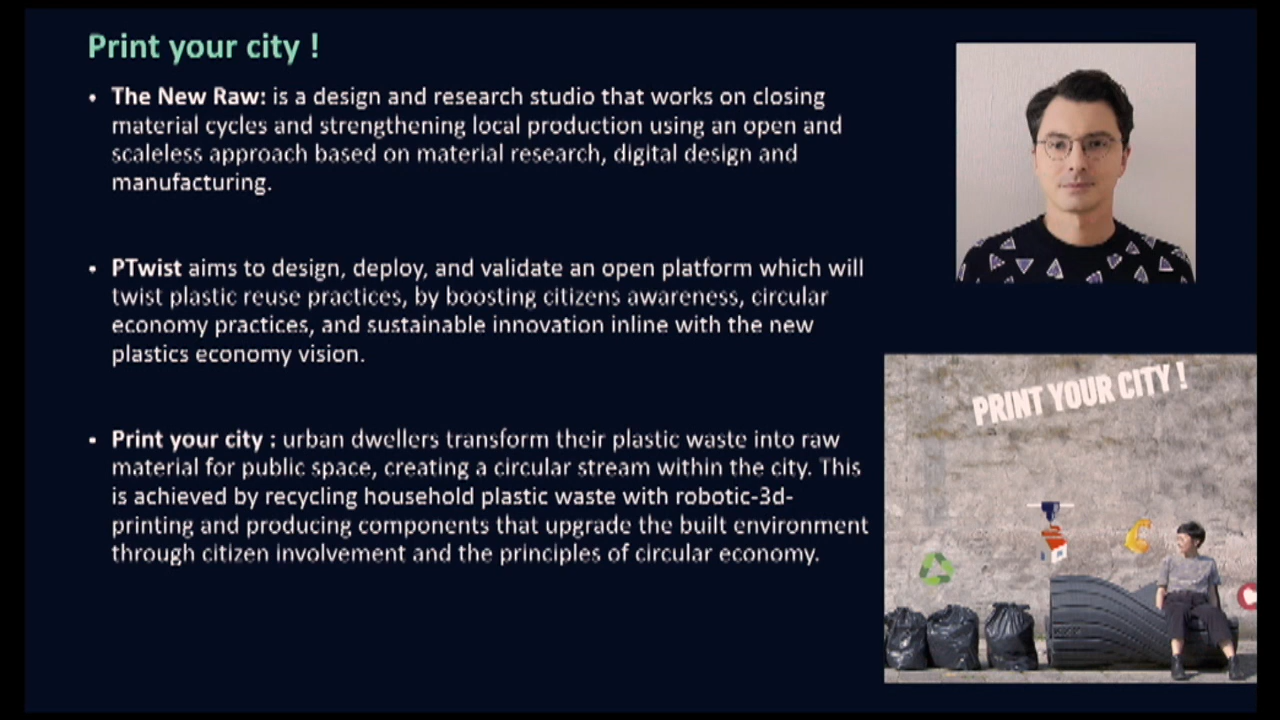 Print your city !
• The New Raw: is a design and research studio that works on closing
material cycles and strengthening local production using an open and
scaleless approach based on material research, digital design and
manufacturing.
• PTwist aims to design, deploy, and validate an open platform which will
twist plastic reuse practices, by boosting citizens awareness, circular
economy practices, and sustainable innovation inline with the new
plastics economy vision.
• Print your city : urban dwellers transform their plastic waste into raw
material for public space, creating a circular stream within the city. This
is achieved by recycling household plastic waste with robotic-3d-
printing and producing components that upgrade the built environment
through citizen involvement and the principles of circular economy.
PRINT YOUR CITY !